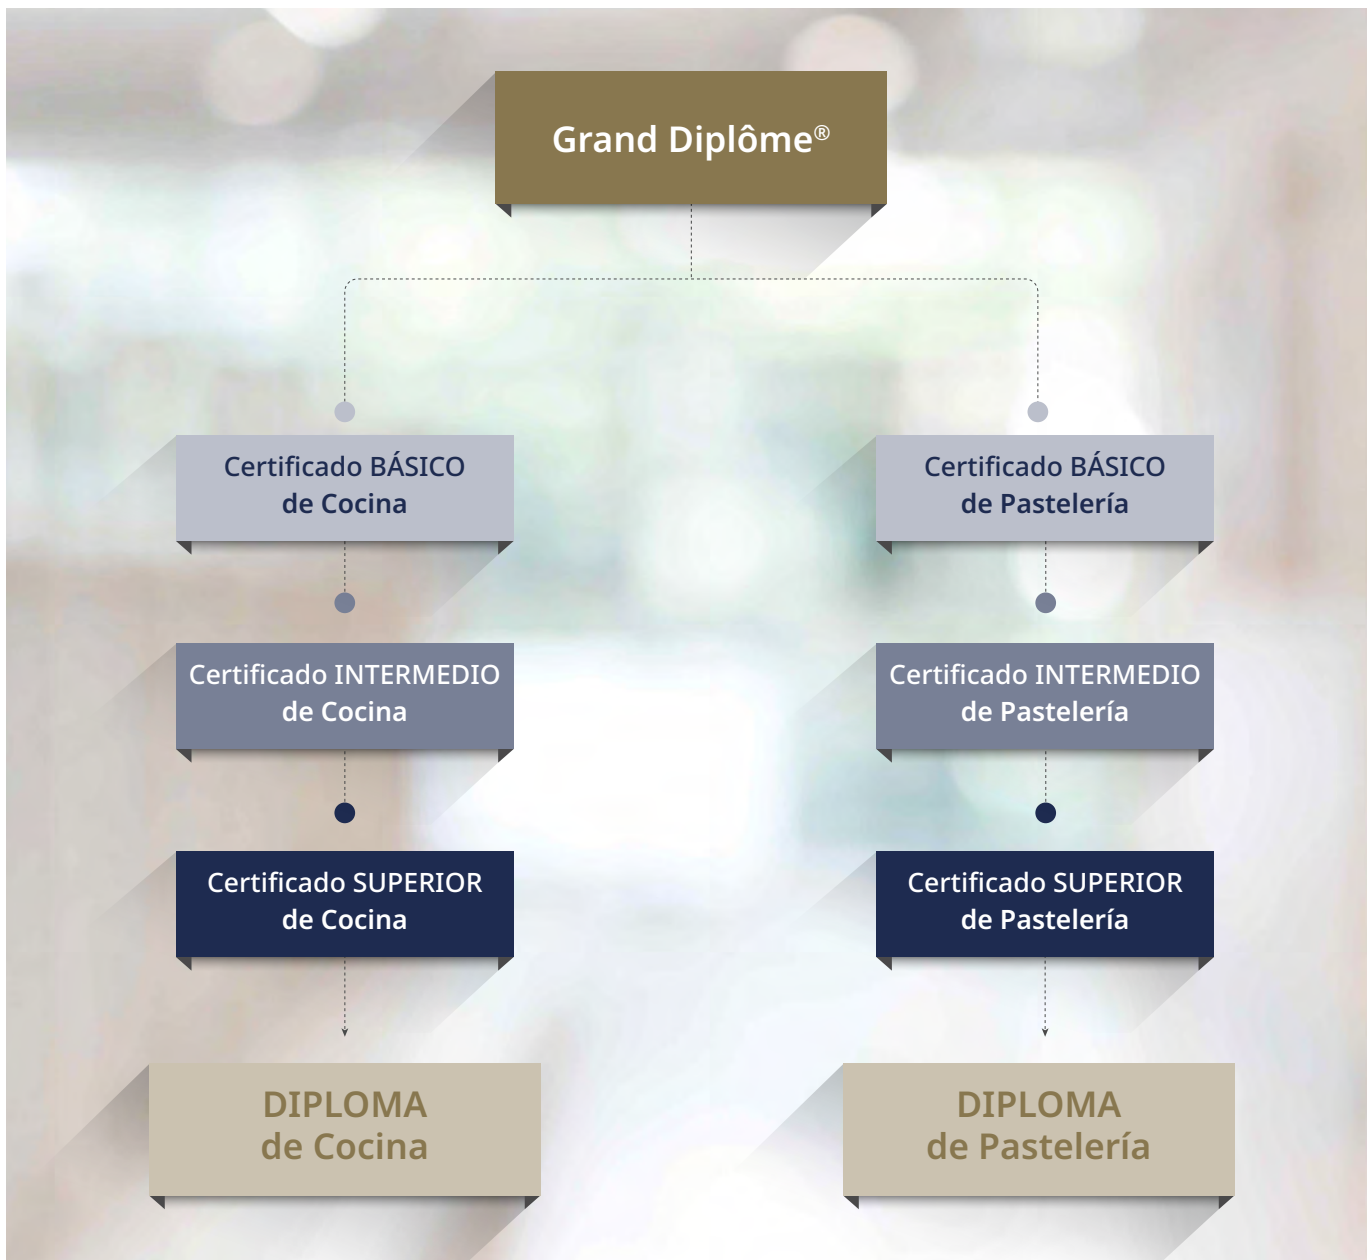 Grand Diplôme®
Certificado BÁSICO
de Cocina
Certificado BÁSICO
de Pastelería
Certificado INTERMEDIO
de Cocina
Certificado INTERMEDIO
de Pastelería
Certificado SUPERIOR
de Cocina
Certificado SUPERIOR
de Pastelería
DIPLOMA
de Cocina
DIPLOMA
de Pastelería